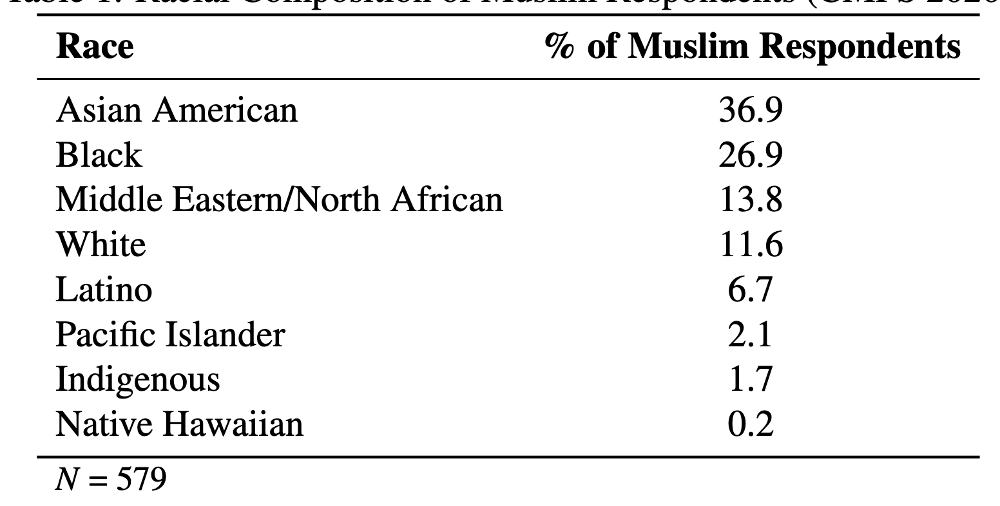 Table 1: Racial Composition of Muslim Respondents (CMPS 2020
Race % of Muslim Respondents
Asian American 36.9
Black 26.9
Middle Eastern/North African 13.8
White 11.6
Latino 6.7
Pacific Islander 2.1
Indigenous 1.7
Native Hawaiian 0.2
N = 579